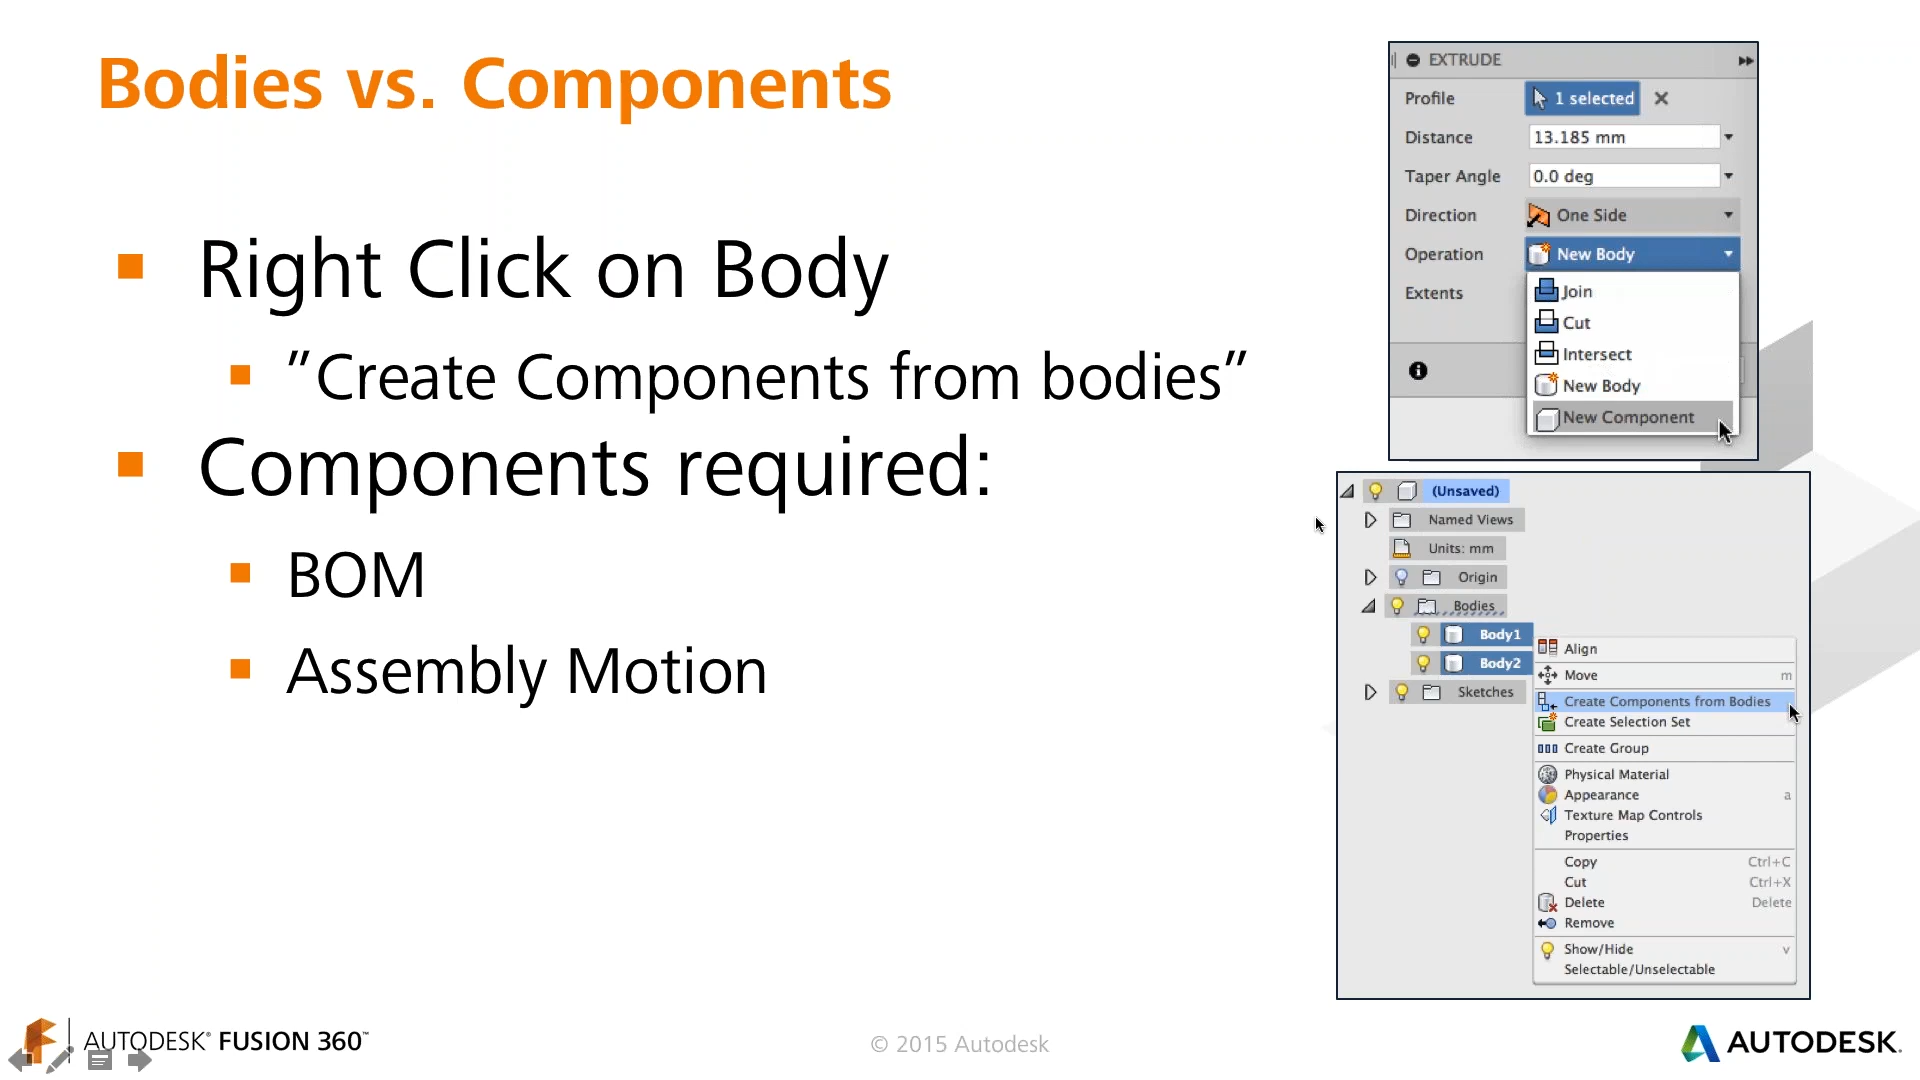 Bodies vs. Components
Right Click on Body
”Create Components from bodies”
Components required:
BOM
Assembly Motion
EXTRUDE
Profile
1 selected
Distance
13.185 mm
Taper Angle
0.0 deg
Direction
One Side
Operation
New Body
Extents
Join
Cut
Intersect
New Body
New Component
(Unsaved)
Named Views
Units: mm
Origin
Bodies
Body1
Body2
Sketches
Align
Move m
Create Components from Bodies
Create Selection Set
Create Group
Physical Material
Appearance a
Texture Map Controls
Properties
Copy Ctrl+C
Cut Ctrl+X
Delete Delete
Remove
Show/Hide v
Selectable/Unselectable
AUTODESK® FUSION 360™
© 2015 Autodesk
AUTODESK.